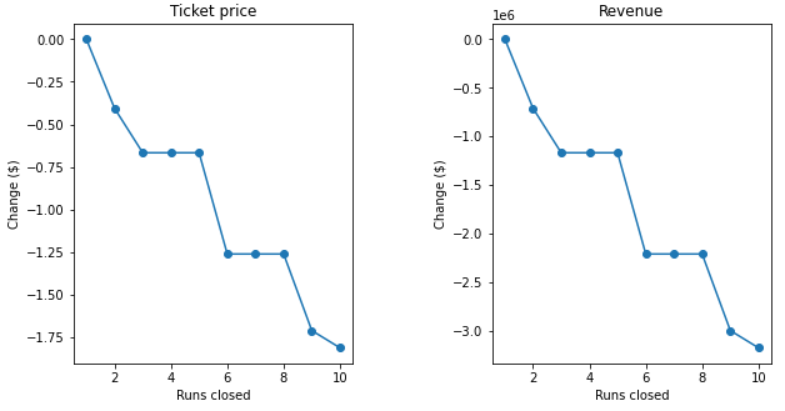 Ticket price
0.00
−0.25
−0.50
−0.75
−1.00
−1.25
−1.50
−1.75
Change ($)
2 4 6 8 10
Runs closed
Revenue
1e6
0.0
−0.5
−1.0
−1.5
−2.0
−2.5
−3.0
Change ($)
2 4 6 8 10
Runs closed